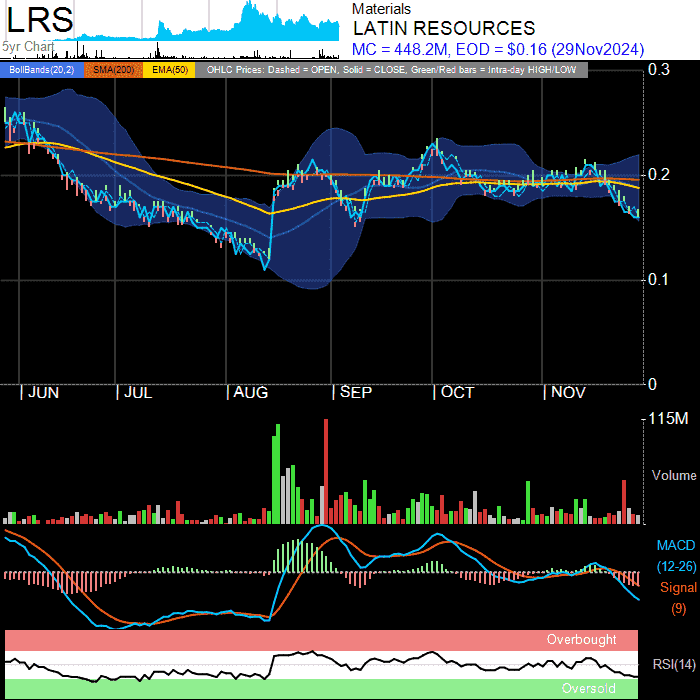 LRS
5yr Chart
Materials
LATIN RESOURCES
MC = 448.2M, EOD = $0.16 (29Nov2024)
BollBands(20,2) SMA(200) EMA(50) OHLC Prices: Dashed = OPEN, Solid = CLOSE, Green/Red bars = Intra-day HIGH/LOW
0.3
0.2
0.1
0
| JUN | JUL | AUG | SEP | OCT | NOV
115M
Volume
MACD
(12-26)
Signal
(9)
Overbought
RSI(14)
Oversold